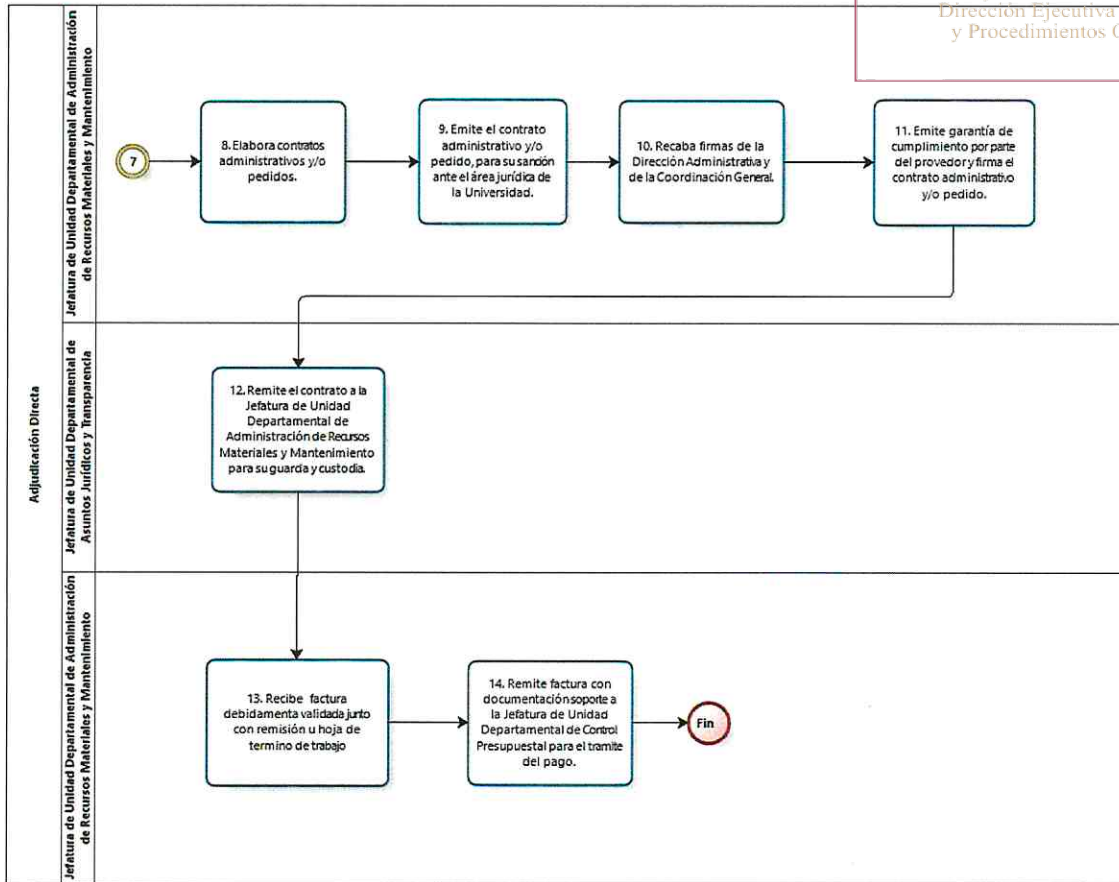 Dirección Ejecutiva
y Procedimientos O
Adjudicación Directa
Jefatura de Unidad Departamental de Administración
de Recursos Materiales y Mantenimiento
7
8. Elabora contratos
administrativos y/o
pedidos.
9. Emite el contrato
administrativo y/o
pedido, para su sanción
ante el área jurídica de
la Universidad.
10. Recaba firmas de la
Dirección Administrativa y
de la Coordinación General.
11. Emite garantía de
cumplimiento por parte
del provedor y firma el
contrato administrativo
y/o pedido.
Jefatura de Unidad Departamental de
Asuntos Jurídicos y Transparencia
12. Remite el contrato a la
Jefatura de Unidad
Departamental de
Administración de Recursos
Materiales y Mantenimiento
para su guarda y custodia.
Jefatura de Unidad Departamental de Administración
de Recursos Materiales y Mantenimiento
13. Recibe factura
debidamenta validada junto
con remisión u hoja de
termino de trabajo
14. Remite factura con
documentación soporte a
la Jefatura de Unidad
Departamental de Control
Presupuestal para el tramite
del pago.
Fin